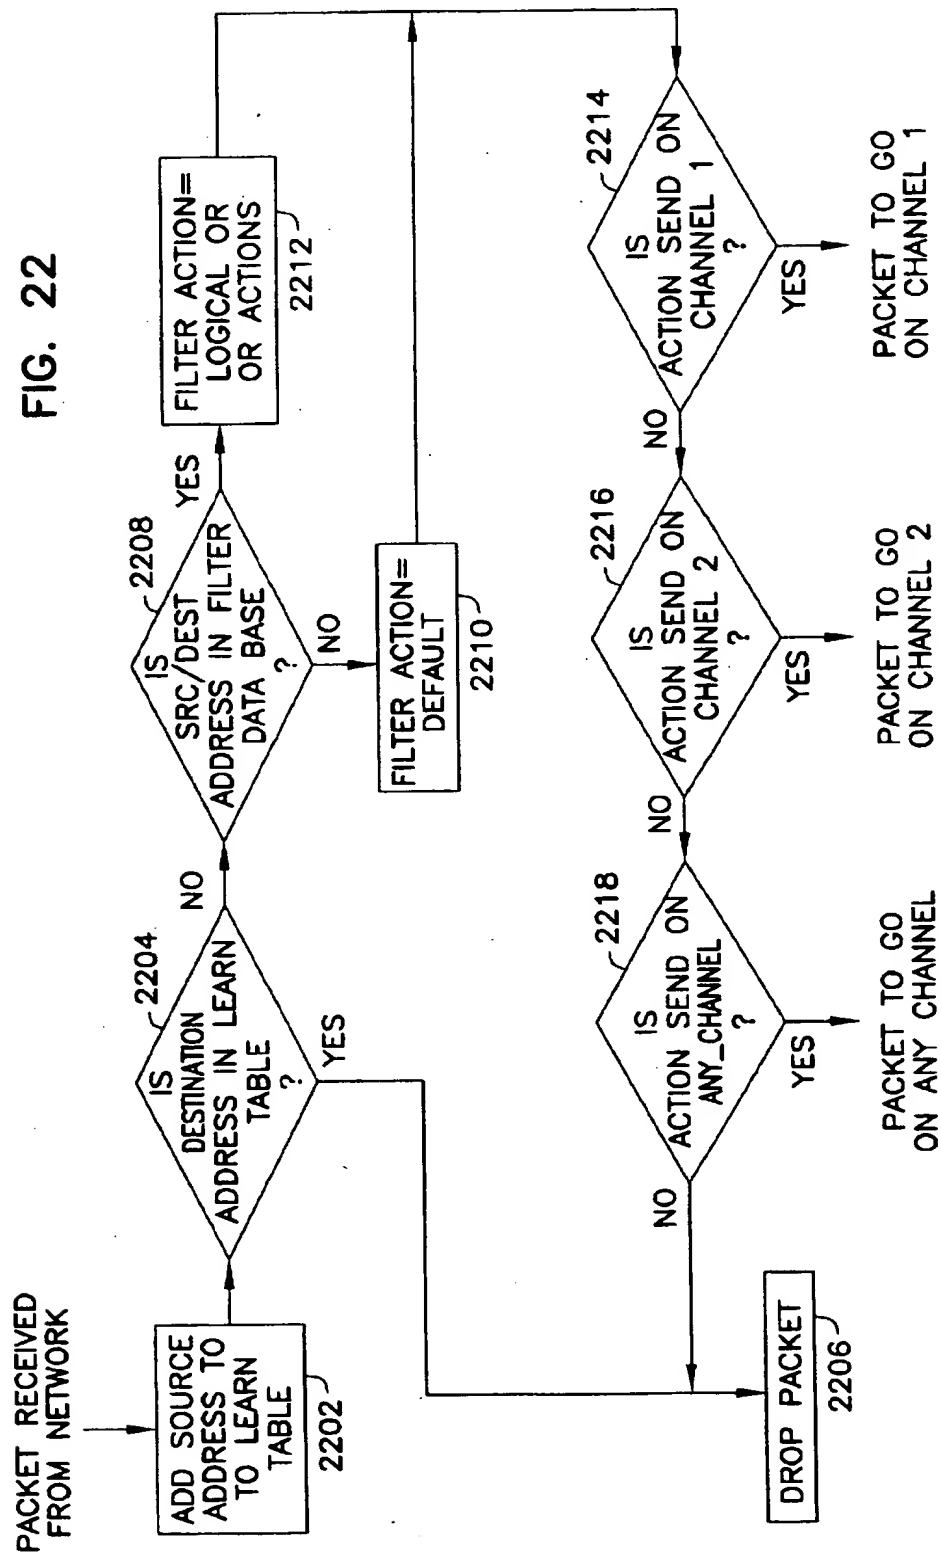 FIG. 22
PACKET RECEIVED
FROM NETWORK
ADD SOURCE
ADDRESS TO
TO LEARN
TABLE
2202
IS
DESTINATION
ADDRESS IN LEARN
TABLE
?
2204
NO
YES
IS
SRC/DEST
ADDRESS IN FILTER
DATA BASE
?
2208
YES
NO
FILTER ACTION=
LOGICAL OR
OR ACTIONS
2212
FILTER ACTION=
DEFAULT
2210
IS
ACTION SEND ON
CHANNEL 1
?
2214
NO
YES
PACKET TO GO
ON CHANNEL 1
IS
ACTION SEND ON
CHANNEL 2
?
2216
NO
YES
PACKET TO GO
ON CHANNEL 2
IS
ACTION SEND ON
ANY_CHANNEL
?
2218
NO
YES
PACKET TO GO
ON ANY CHANNEL
DROP PACKET
2206